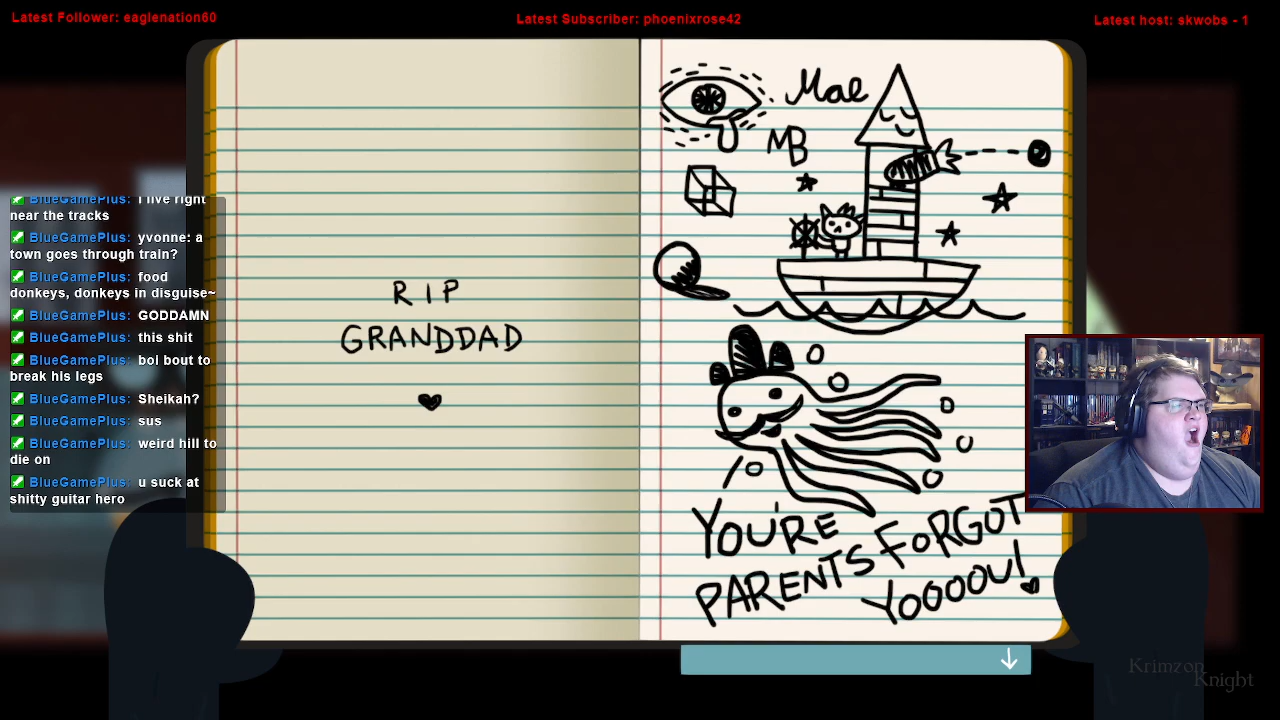 Latest Follower: eaglenation60
Latest Subscriber: phoenixrose42
Latest host: skwobs - 1
BlueGamePlus: I live right
near the tracks
BlueGamePlus: yvonne: a
town goes through train?
BlueGamePlus: food
donkeys, donkeys in disguise~
BlueGamePlus: GODDAMN
BlueGamePlus: this shit
BlueGamePlus: boi bout to
break his legs
BlueGamePlus: Sheikah?
BlueGamePlus: sus
BlueGamePlus: weird hill to
die on
BlueGamePlus: u suck at
shitty guitar hero
RIP
GRANDDAD
Mae
MB
YOU'RE
PARENTS FORGOT
YOOOOU!
Krimzon
Knight